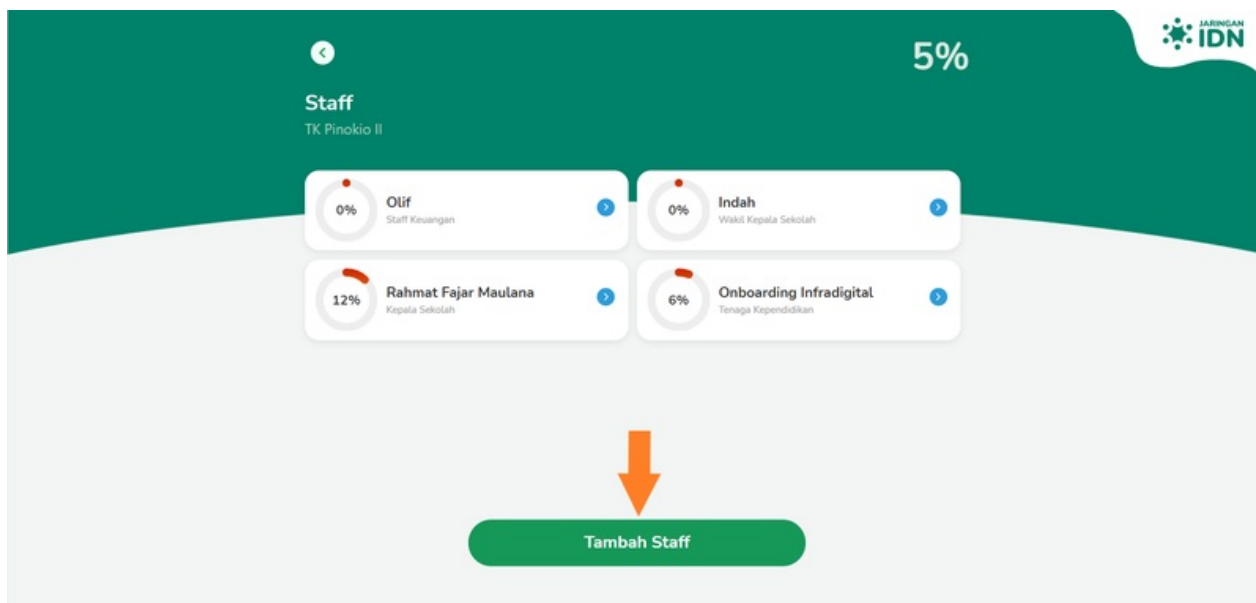 JARINGAN
IDN
5%
Staff
TK Pinokio II
0%
Olif
Staff Keuangan
0%
Indah
Wakil Kepala Sekolah
12%
Rahmat Fajar Maulana
Kepala Sekolah
6%
Onboarding Infradigital
Tenaga Kependidikan
Tambah Staff